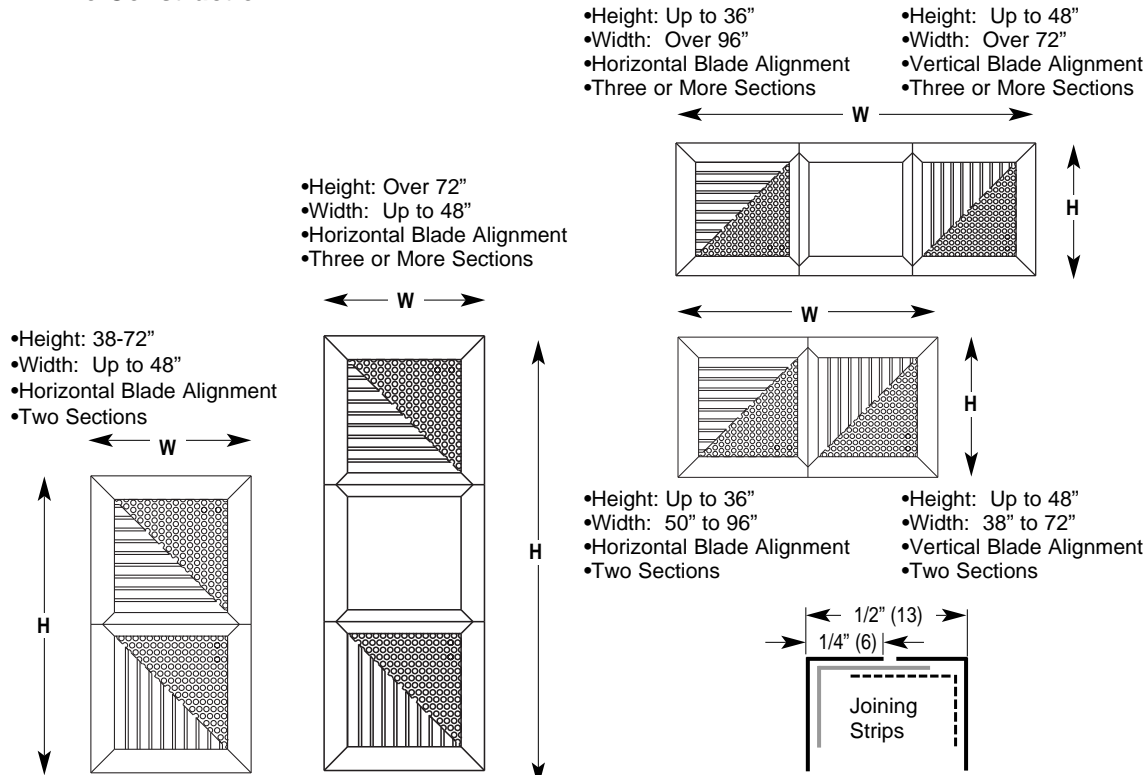 •Height: Up to 36”
•Width: Over 96”
•Horizontal Blade Alignment
•Three or More Sections
•Height: Up to 48”
•Width: Over 72”
•Vertical Blade Alignment
•Three or More Sections
W
H
•Height: Over 72”
•Width: Up to 48”
•Horizontal Blade Alignment
•Three or More Sections
W
H
•Height: 38-72”
•Width: Up to 48”
•Horizontal Blade Alignment
•Two Sections
W
H
W
H
•Height: Up to 36”
•Width: 50” to 96”
•Horizontal Blade Alignment
•Two Sections
•Height: Up to 48”
•Width: 38” to 72”
•Vertical Blade Alignment
•Two Sections
1/2” (13)
1/4” (6)
Joining
Strips